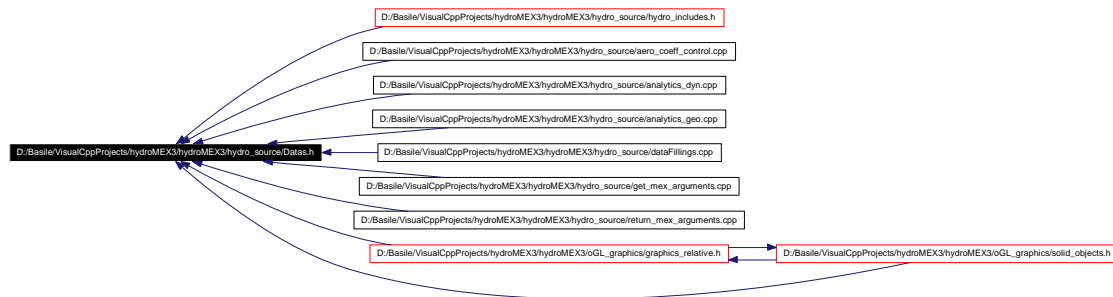 D:/Basile/VisualCppProjects/hydroMEX3/hydroMEX3/hydro_source/hydro_includes.h
D:/Basile/VisualCppProjects/hydroMEX3/hydroMEX3/hydro_source/aero_coeff_control.cpp
D:/Basile/VisualCppProjects/hydroMEX3/hydroMEX3/hydro_source/analytics_dyn.cpp
D:/Basile/VisualCppProjects/hydroMEX3/hydroMEX3/hydro_source/analytics_geo.cpp
D:/Basile/VisualCppProjects/hydroMEX3/hydroMEX3/hydro_source/Datas.h
D:/Basile/VisualCppProjects/hydroMEX3/hydroMEX3/hydro_source/dataFillings.cpp
D:/Basile/VisualCppProjects/hydroMEX3/hydroMEX3/hydro_source/get_mex_arguments.cpp
D:/Basile/VisualCppProjects/hydroMEX3/hydroMEX3/hydro_source/return_mex_arguments.cpp
D:/Basile/VisualCppProjects/hydroMEX3/hydroMEX3/oGL_graphics/graphics_relative.h
D:/Basile/VisualCppProjects/hydroMEX3/hydroMEX3/oGL_graphics/solid_objects.h